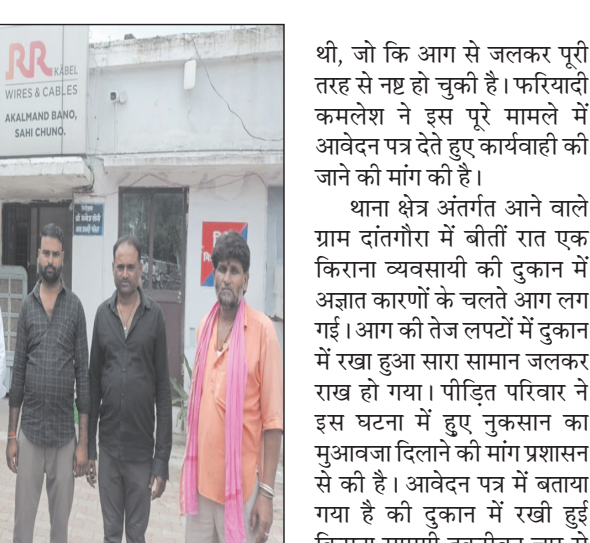 RR KABEL
WIRES & CABLES
AKALMAND BANO,
SAHI CHUNO.
थी, जो कि आग से जलकर पूरी
तरह से नष्ट हो चुकी है। फरियादी
कमलेश ने इस पूरे मामले में
आवेदन पत्र देते हुए कार्यवाही की
जाने की मांग की है।
थाना क्षेत्र अंतर्गत आने वाले
ग्राम दांतगौरा में बीतीं रात एक
किराना व्यवसायी की दुकान में
अज्ञात कारणों के चलते आग लग
गई। आग की तेज लपटों में दुकान
में रखा हुआ सारा सामान जलकर
राख हो गया। पीड़ित परिवार ने
इस घटना में हुए नुकसान का
मुआवजा दिलाने की मांग प्रशासन
से की है। आवेदन पत्र में बताया
गया है की दुकान में रखी हुई